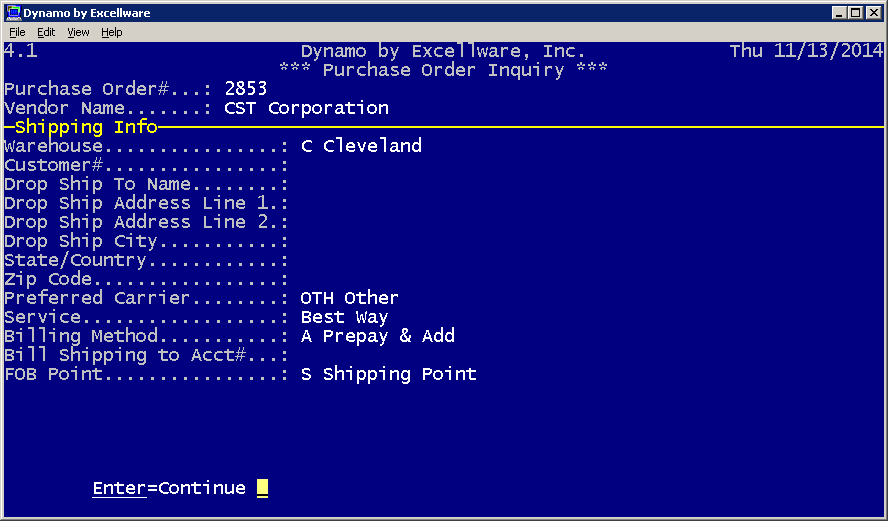 Dynamo by Excellware
File Edit View Help
4.1 Dynamo by Excellware, Inc. Thu 11/13/2014
*** Purchase Order Inquiry ***
Purchase Order#...: 2853
Vendor Name.......: CST Corporation
Shipping Info
Warehouse................: C Cleveland
Customer#................:
Drop Ship To Name........:
Drop Ship Address Line 1.:
Drop Ship Address Line 2.:
Drop Ship City...........:
State/Country............:
Zip Code.................:
Preferred Carrier........: OTH Other
Service..................: Best Way
Billing Method...........: A Prepay & Add
Bill Shipping to Acct#...:
FOB Point................: S Shipping Point
Enter=Continue